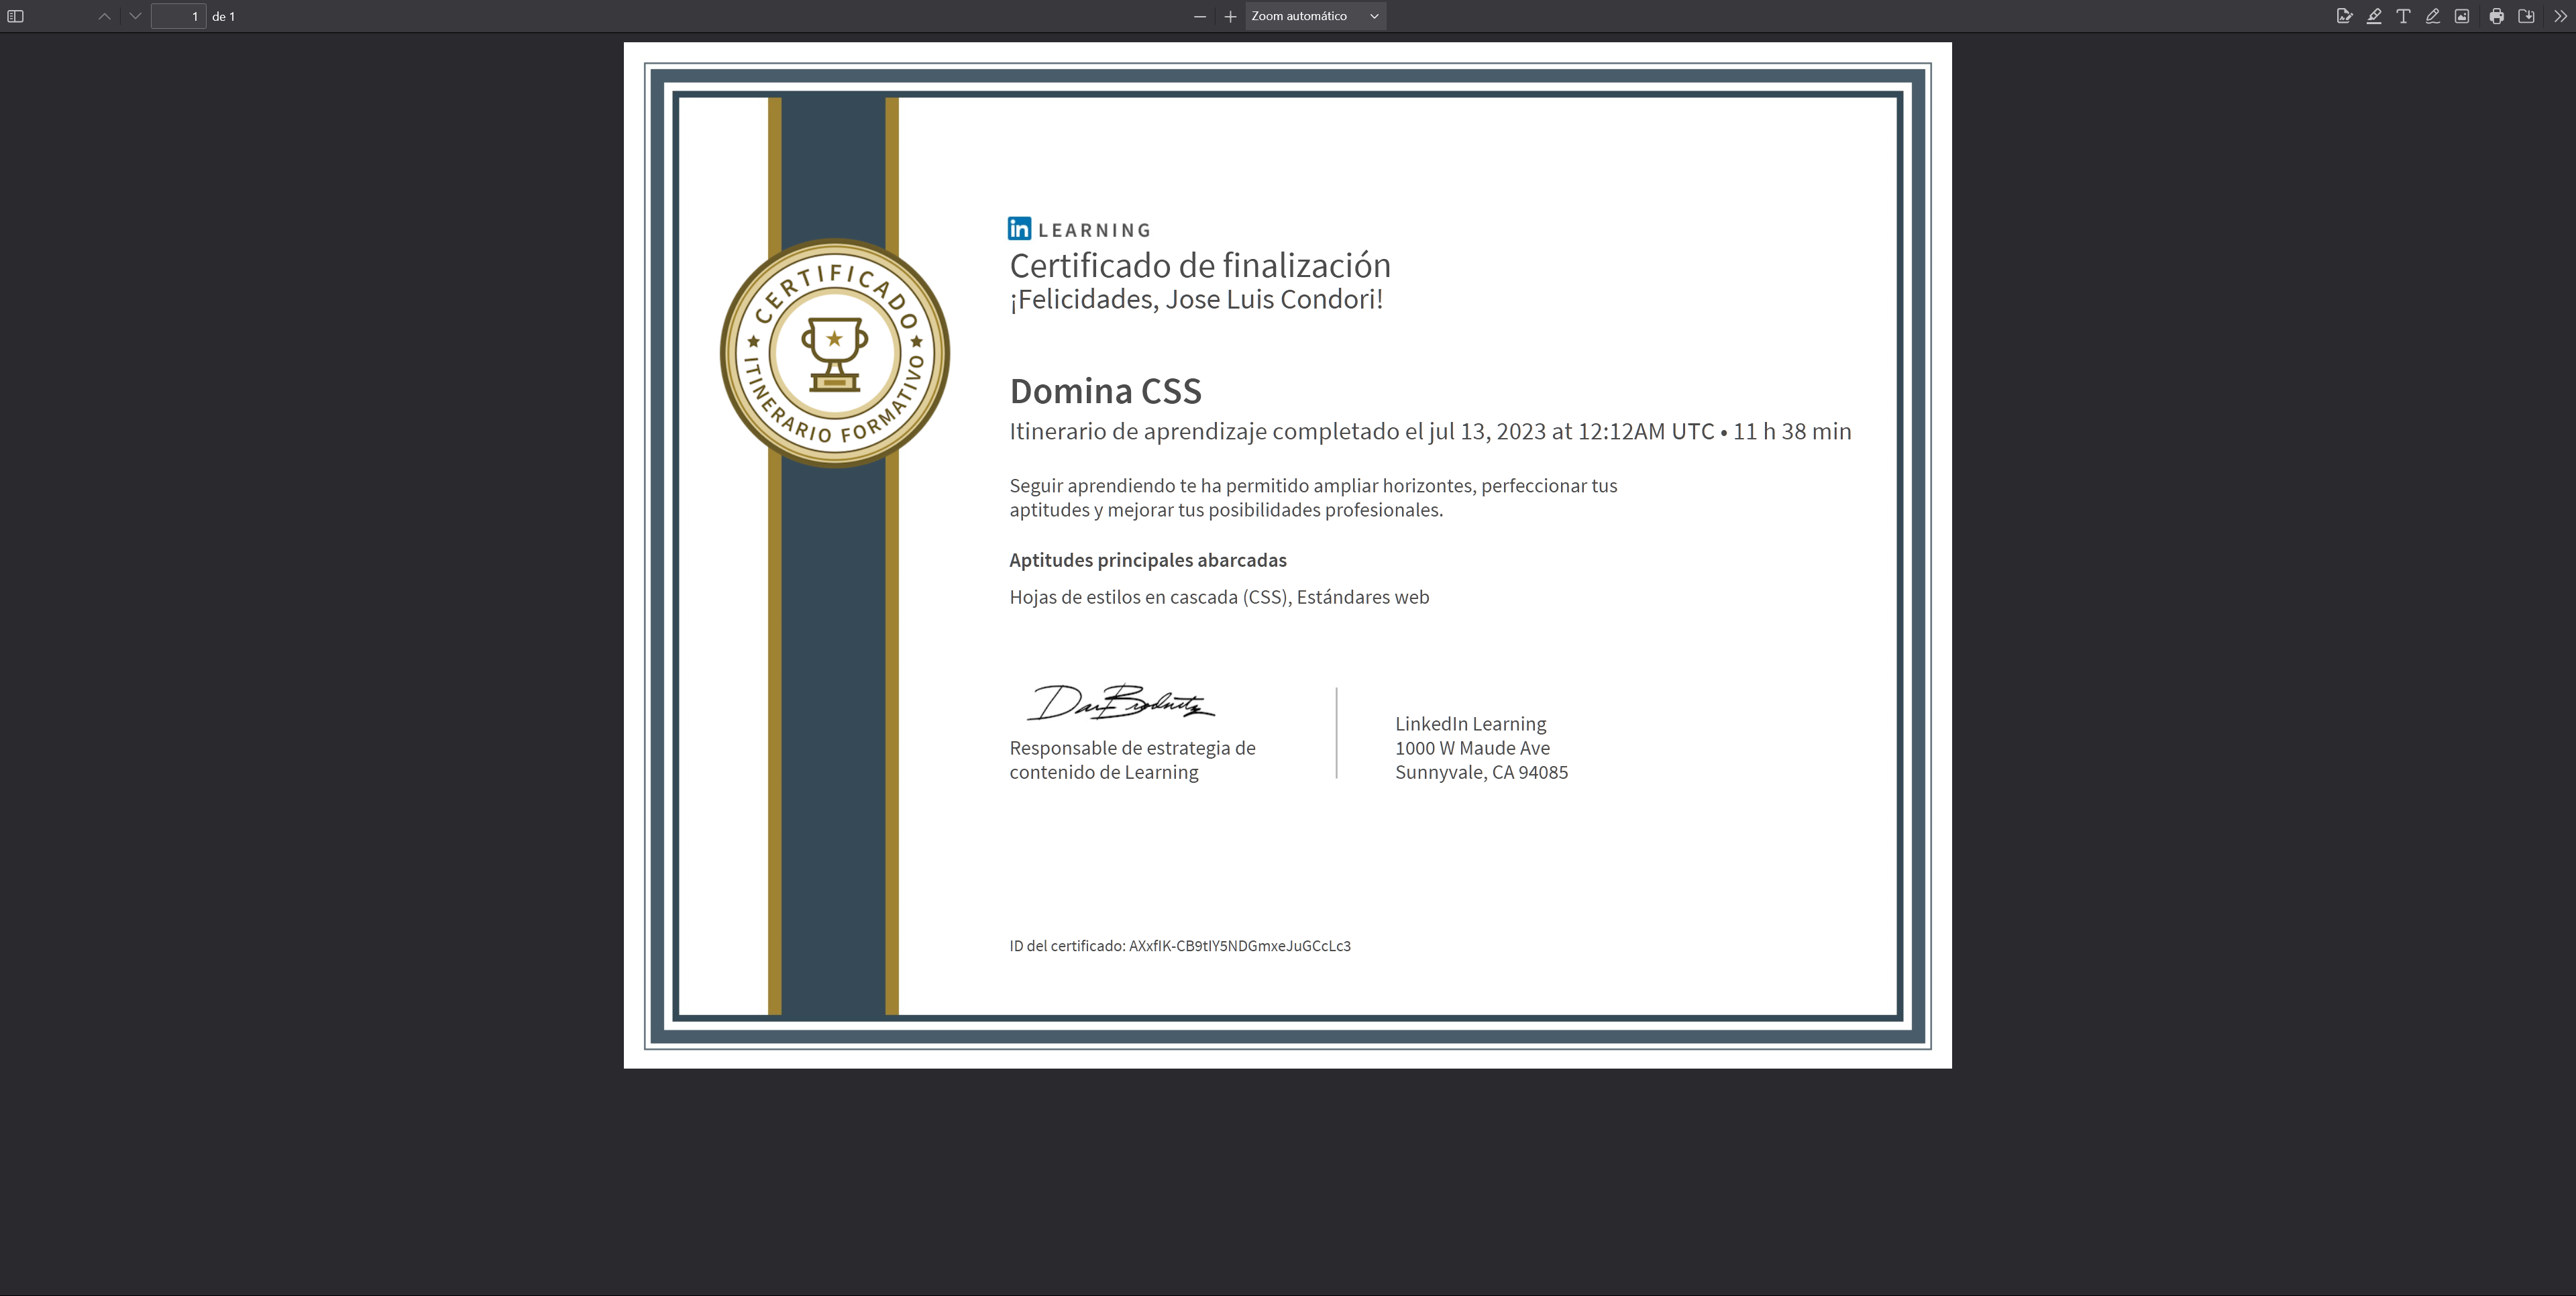 1 de 1 Zoom automático
in LEARNING
Certificado de finalización
¡Felicidades, Jose Luis Condori!
CERTIFICADO
ITINERARIO FORMATIVO
Domina CSS
Itinerario de aprendizaje completado el jul 13, 2023 at 12:12AM UTC • 11 h 38 min
Seguir aprendiendo te ha permitido ampliar horizontes, perfeccionar tus
aptitudes y mejorar tus posibilidades profesionales.
Aptitudes principales abarcadas
Hojas de estilos en cascada (CSS), Estándares web
Responsable de estrategia de
contenido de Learning
LinkedIn Learning
1000 W Maude Ave
Sunnyvale, CA 94085
ID del certificado: AXxfIK-CB9tIY5NDGmxeJuGCcLc3